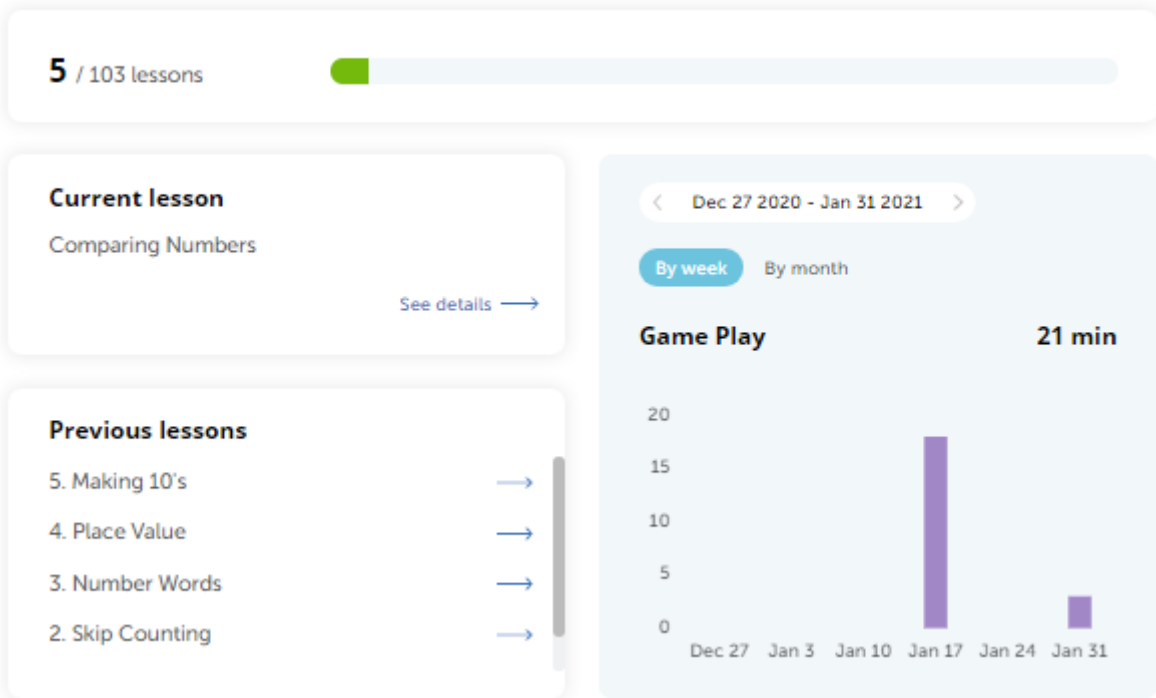 5 / 103 lessons
Current lesson
Comparing Numbers
See details
Previous lessons
5. Making 10's
4. Place Value
3. Number Words
2. Skip Counting
Dec 27 2020 - Jan 31 2021
By week By month
Game Play 21 min
20
15
10
5
0
Dec 27 Jan 3 Jan 10 Jan 17 Jan 24 Jan 31